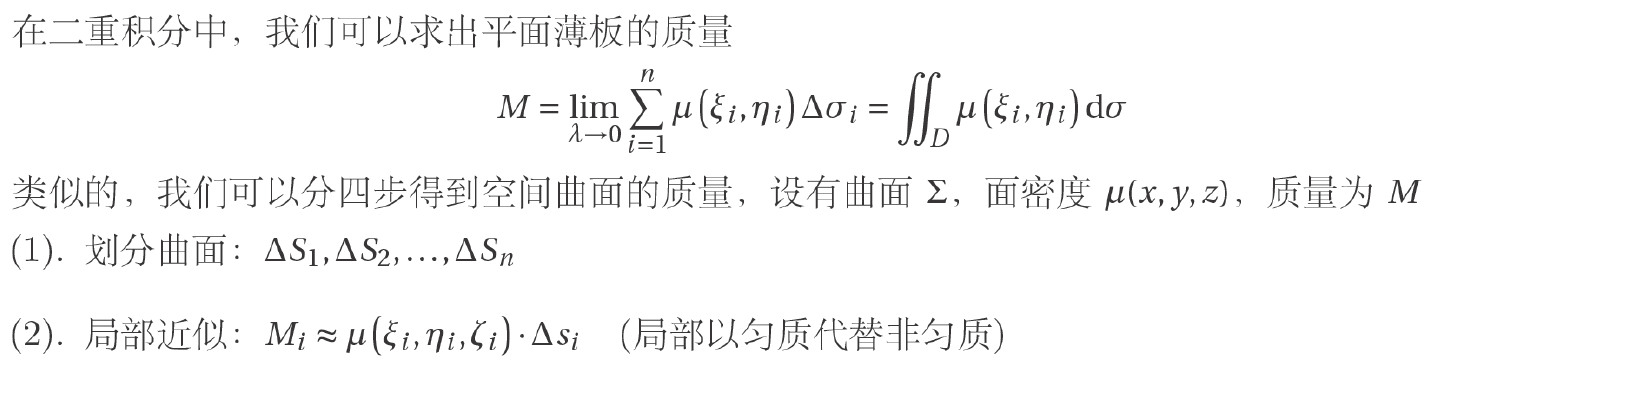 在二重积分中，我们可以求出平面薄板的质量
M = lim_{λ→0} ∑_{i=1}^{n} μ(ξ_i, η_i) Δσ_i = ∬_D μ(ξ_i, η_i) dσ
类似的，我们可以分四步得到空间曲面的质量，设有曲面 Σ，面密度 μ(x, y, z)，质量为 M
(1). 划分曲面：ΔS₁, ΔS₂, …, ΔSₙ
(2). 局部近似：M_i ≈ μ(ξ_i, η_i, ζ_i) · Δs_i （局部以匀质代替非匀质）